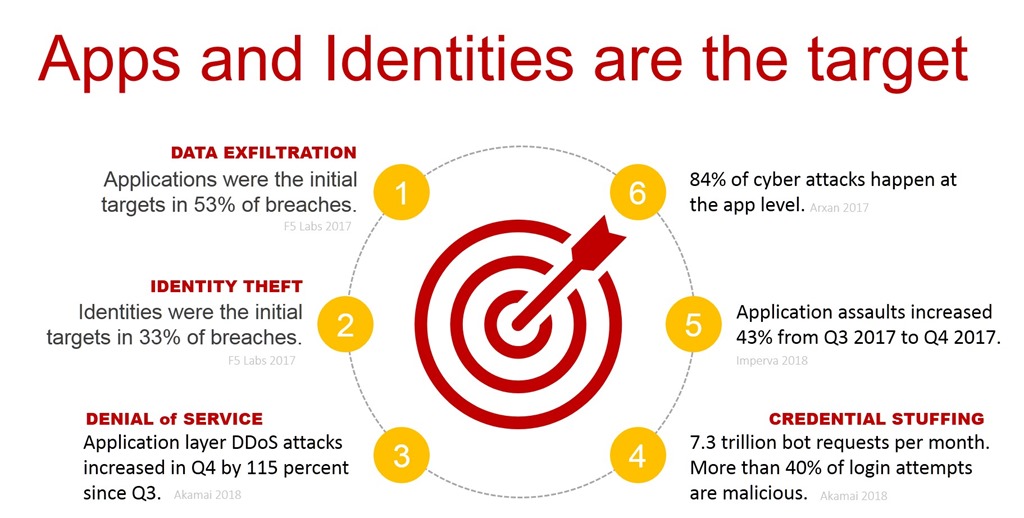 Apps and Identities are the target
DATA EXFILTRATION
Applications were the initial
targets in 53% of breaches.
F5 Labs 2017
1
IDENTITY THEFT
Identities were the initial
targets in 33% of breaches.
F5 Labs 2017
2
DENIAL of SERVICE
Application layer DDoS attacks
increased in Q4 by 115 percent
since Q3. Akamai 2018
3
6
84% of cyber attacks happen at
the app level. Arxan 2017
5
Application assaults increased
43% from Q3 2017 to Q4 2017.
Imperva 2018
4
CREDENTIAL STUFFING
7.3 trillion bot requests per month.
More than 40% of login attempts
are malicious. Akamai 2018